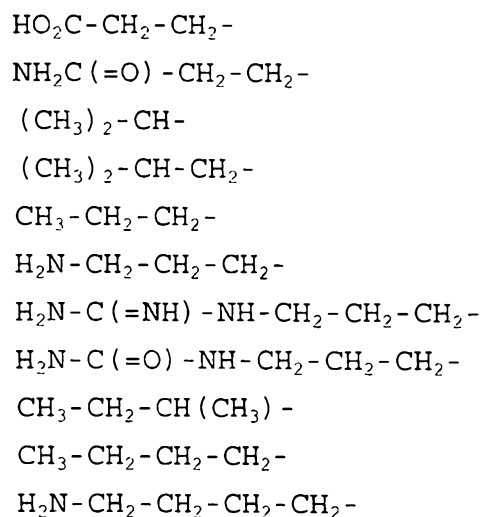 HO₂C-CH₂-CH₂-
NH₂C(=O)-CH₂-CH₂-
(CH₃)₂-CH-
(CH₃)₂-CH-CH₂-
CH₃-CH₂-CH₂-
H₂N-CH₂-CH₂-CH₂-
H₂N-C(=NH)-NH-CH₂-CH₂-CH₂-
H₂N-C(=O)-NH-CH₂-CH₂-CH₂-
CH₃-CH₂-CH(CH₃)-
CH₃-CH₂-CH₂-CH₂-
H₂N-CH₂-CH₂-CH₂-CH₂-